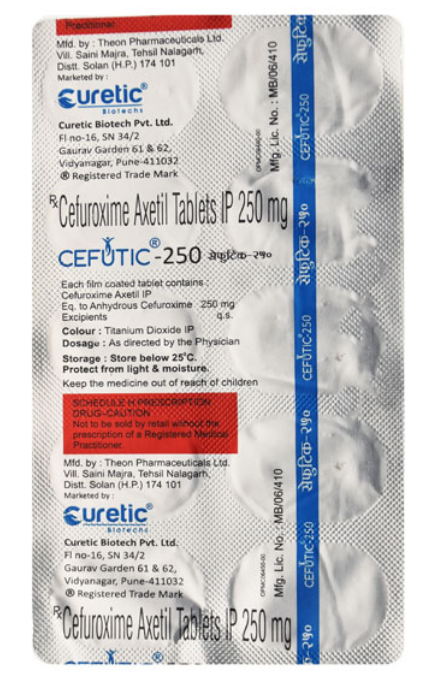 Practitioner.
Mfd. by : Theon Pharmaceuticals Ltd.
Vill. Saini Majra, Tehsil Nalagarh,
Distt. Solan (H.P.) 174 101
Marketed by :
Curetic®
Biotechs
Curetic Biotech Pvt. Ltd.
Fl no-16, SN 34/2
Gaurav Garden 61 & 62,
Vidyanagar, Pune-411032
® Registered Trade Mark
Mfg. Lic. No. : MB/06/410
सेफुटिक-२५०
CEFUTIC-250
Rx Cefuroxime Axetil Tablets IP 250 mg
CEFUTIC®-250 सेफुटिक-२५०
सेफुटिक-२५०
Each film coated tablet contains :
Cefuroxime Axetil IP
Eq. to Anhydrous Cefuroxime 250 mg
Excipients q.s.
Colour : Titanium Dioxide IP
Dosage : As directed by the Physician
Storage : Store below 25°C.
Protect from light & moisture.
Keep the medicine out of reach of children
CEFUTIC-250
SCHEDULE H PRESCRIPTION
DRUG-CAUTION
Not to be sold by retail without the
prescription of a Registered Medical
Practitioner.
सेफुटिक-२५०
Mfd. by : Theon Pharmaceuticals Ltd.
Vill. Saini Majra, Tehsil Nalagarh,
Distt. Solan (H.P.) 174 101
Marketed by :
Curetic®
Biotechs
Curetic Biotech Pvt. Ltd.
Fl no-16, SN 34/2
Gaurav Garden 61 & 62,
Vidyanagar, Pune-411032
® Registered Trade Mark
Mfg. Lic. No. : MB/06/410
CEFUTIC-250
Rx Cefuroxime Axetil Tablets IP 250 mg